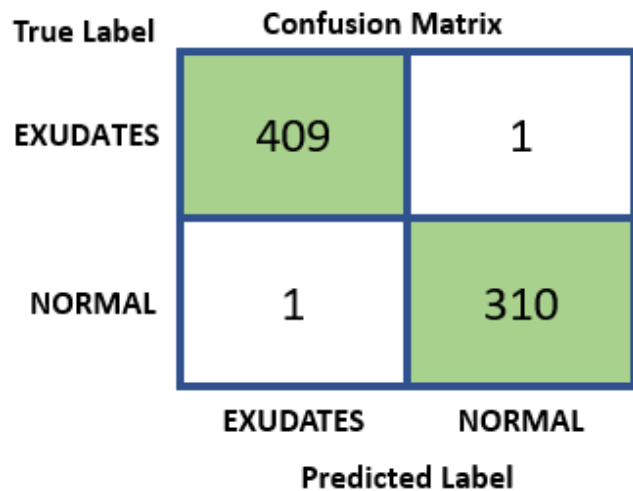 True Label
Confusion Matrix
EXUDATES 409 1
NORMAL 1 310
EXUDATES NORMAL
Predicted Label